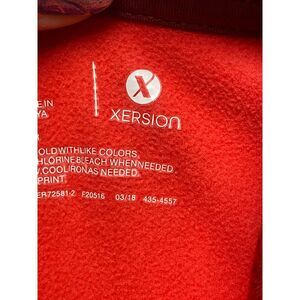 X
XERSION
E IN
YA
OLD WITH LIKE COLORS,
HLORINE BLEACH WHEN NEEDED
COOL IRON AS NEEDED.
PRINT.
ER72581-2 F20516 03/18 435-4557